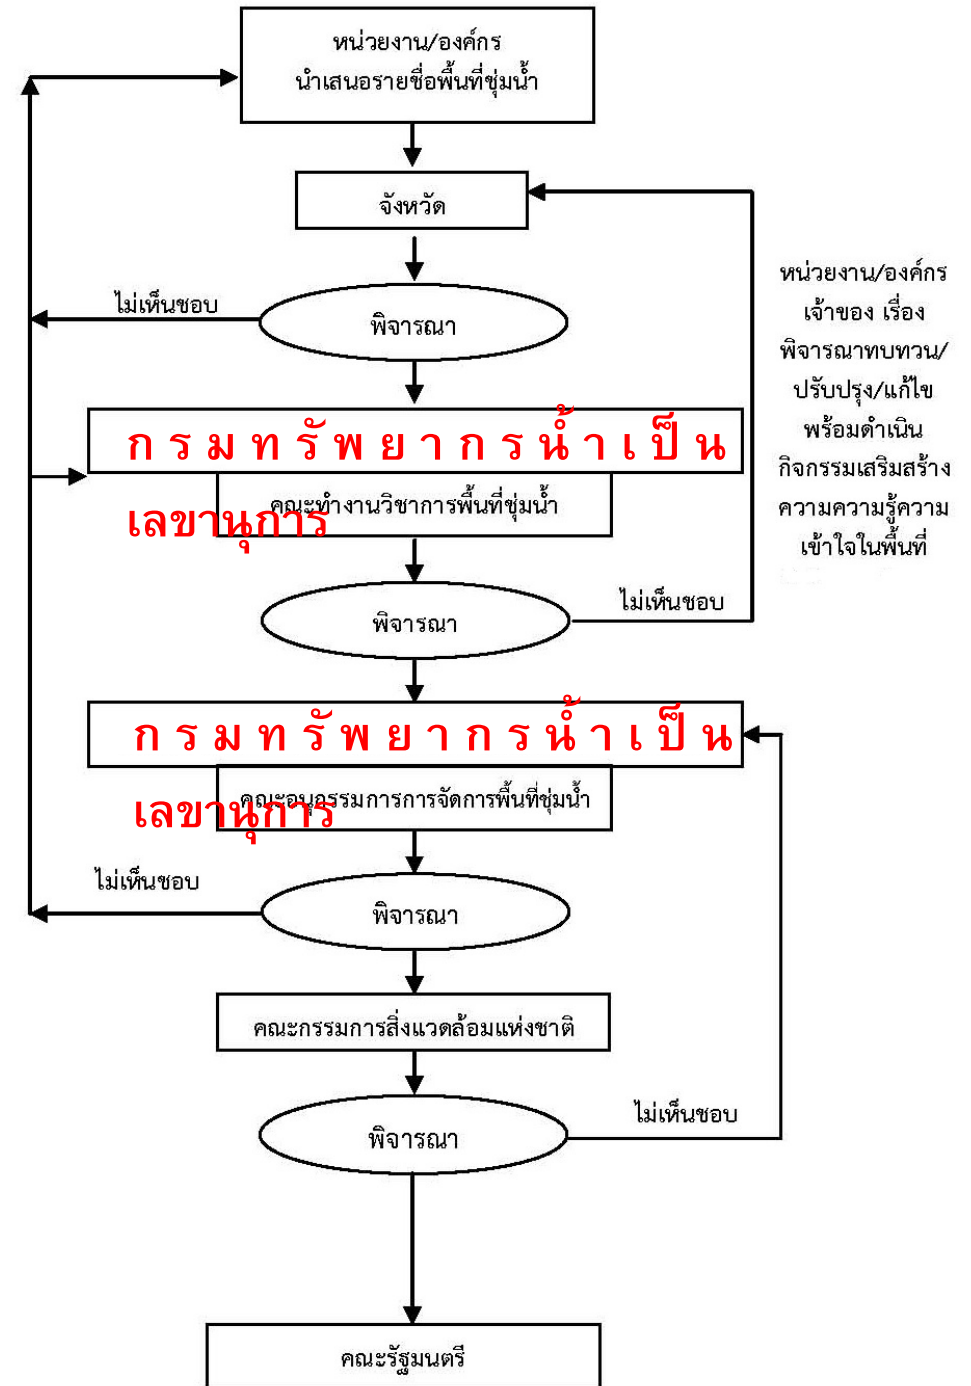 หน่วยงาน/องค์กร
นำเสนอรายชื่อพื้นที่ชุ่มน้ำ
จังหวัด
ไม่เห็นชอบ
พิจารณา
หน่วยงาน/องค์กร
เจ้าของ เรื่อง
พิจารณาทบทวน/
ปรับปรุง/แก้ไข
พร้อมดำเนิน
กิจกรรมเสริมสร้าง
ความความรู้ความ
เข้าใจในพื้นที่
กรมทรัพยากรน้ำเป็น
เลขานุการ
คณะทำงานวิชาการพื้นที่ชุ่มน้ำ
พิจารณา
ไม่เห็นชอบ
กรมทรัพยากรน้ำเป็น
เลขานุการ
คณะอนุกรรมการการจัดการพื้นที่ชุ่มน้ำ
ไม่เห็นชอบ
พิจารณา
คณะกรรมการสิ่งแวดล้อมแห่งชาติ
ไม่เห็นชอบ
พิจารณา
คณะรัฐมนตรี